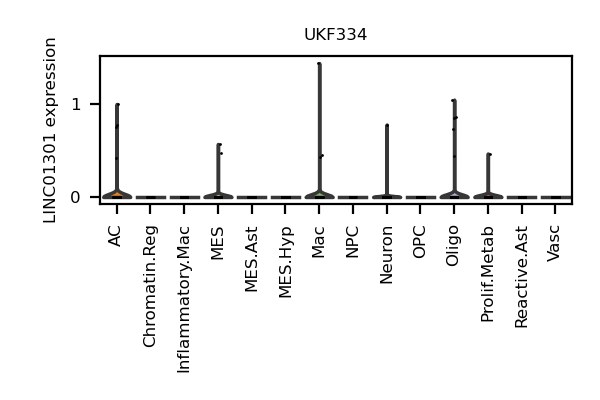 UKF334
LINC01301 expression
1
0
AC
Chromatin.Reg
Inflammatory.Mac
MES
MES.Ast
MES.Hyp
Mac
NPC
Neuron
OPC
Oligo
Prolif.Metab
Reactive.Ast
Vasc